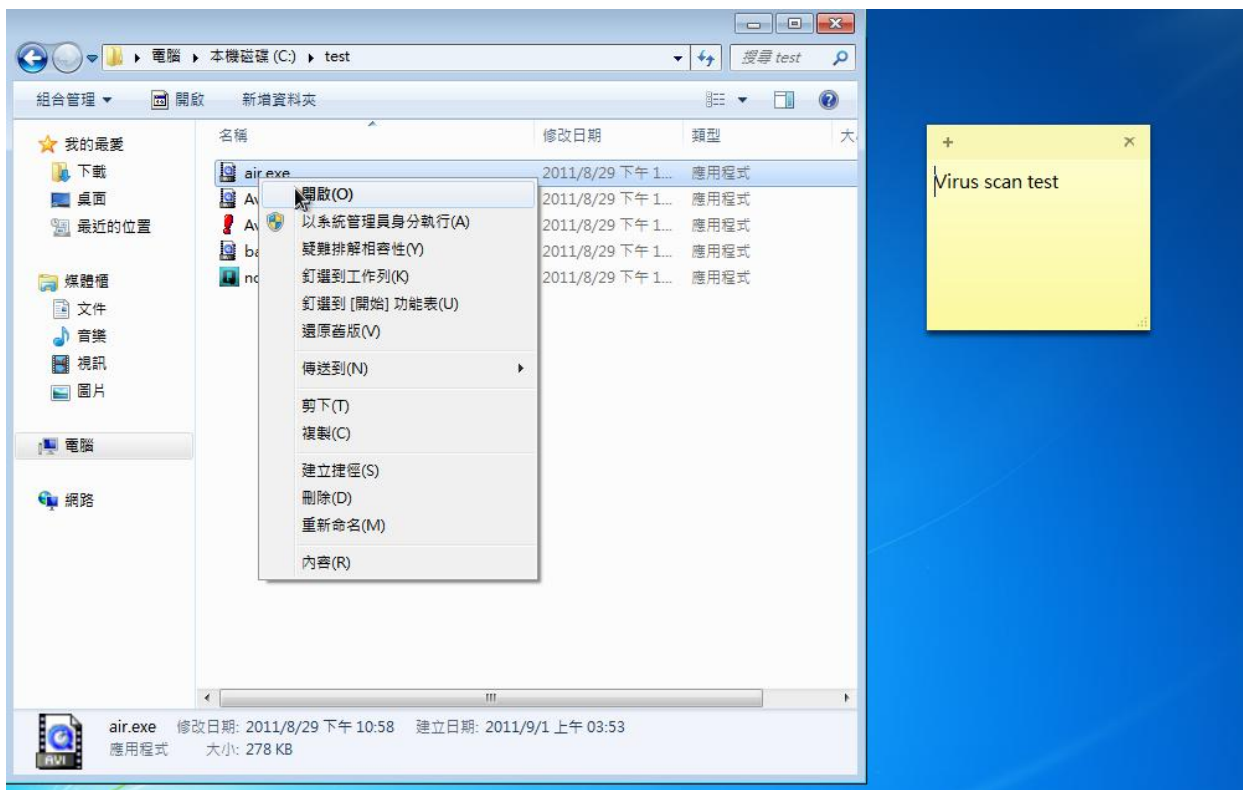 電腦 ▸ 本機磁碟 (C:) ▸ test
搜尋 test
組合管理 開啟 新增資料夾
我的最愛
下載
桌面
最近的位置
媒體櫃
文件
音樂
視訊
圖片
電腦
網路
名稱 修改日期 類型
air.exe 2011/8/29 下午 1... 應用程式
2011/8/29 下午 1... 應用程式
2011/8/29 下午 1... 應用程式
2011/8/29 下午 1... 應用程式
2011/8/29 下午 1... 應用程式
開啟(O)
以系統管理員身分執行(A)
疑難排解相容性(Y)
釘選到工作列(K)
釘選到 [開始] 功能表(U)
還原舊版(V)
傳送到(N)
剪下(T)
複製(C)
建立捷徑(S)
刪除(D)
重新命名(M)
內容(R)
air.exe 修改日期: 2011/8/29 下午 10:58 建立日期: 2011/9/1 上午 03:53
應用程式 大小: 278 KB
AVI
Virus scan test